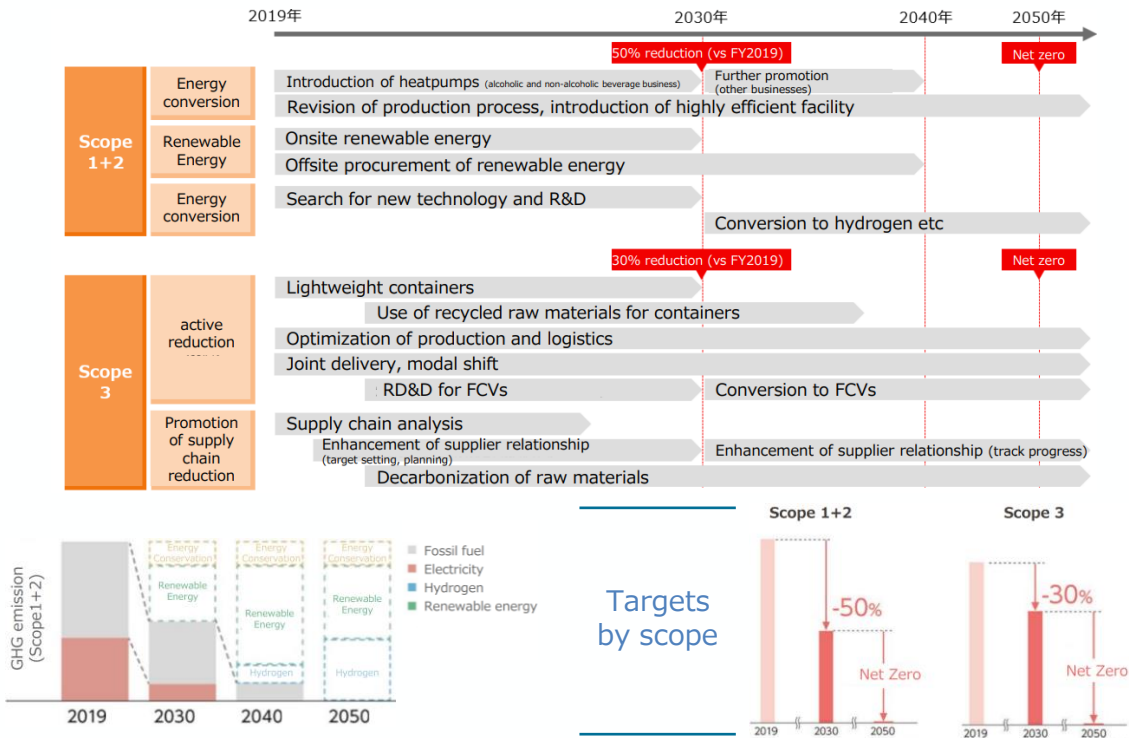 2019年
2030年
2040年
2050年
50% reduction (vs FY2019)
Net zero
Scope
1+2
Energy
conversion
Introduction of heatpumps (alcoholic and non-alcoholic beverage business)
Further promotion
(other businesses)
Revision of production process, introduction of highly efficient facility
Renewable
Energy
Onsite renewable energy
Offsite procurement of renewable energy
Energy
conversion
Search for new technology and R&D
Conversion to hydrogen etc
30% reduction (vs FY2019)
Net zero
Scope
3
active
reduction
Lightweight containers
Use of recycled raw materials for containers
Optimization of production and logistics
Joint delivery, modal shift
RD&D for FCVs
Conversion to FCVs
Promotion
of supply
chain
reduction
Supply chain analysis
Enhancement of supplier relationship
(target setting, planning)
Enhancement of supplier relationship (track progress)
Decarbonization of raw materials
GHG emission
(Scope1+2)
Energy
Conservation
Renewable
Energy
Energy
Conservation
Renewable
Energy
Hydrogen
Energy
Conservation
Renewable
Energy
Hydrogen
2019
2030
2040
2050
Fossil fuel
Electricity
Hydrogen
Renewable energy
Targets
by scope
Scope 1+2
-50%
Net Zero
2019
2030
2050
Scope 3
-30%
Net Zero
2019
2030
2050